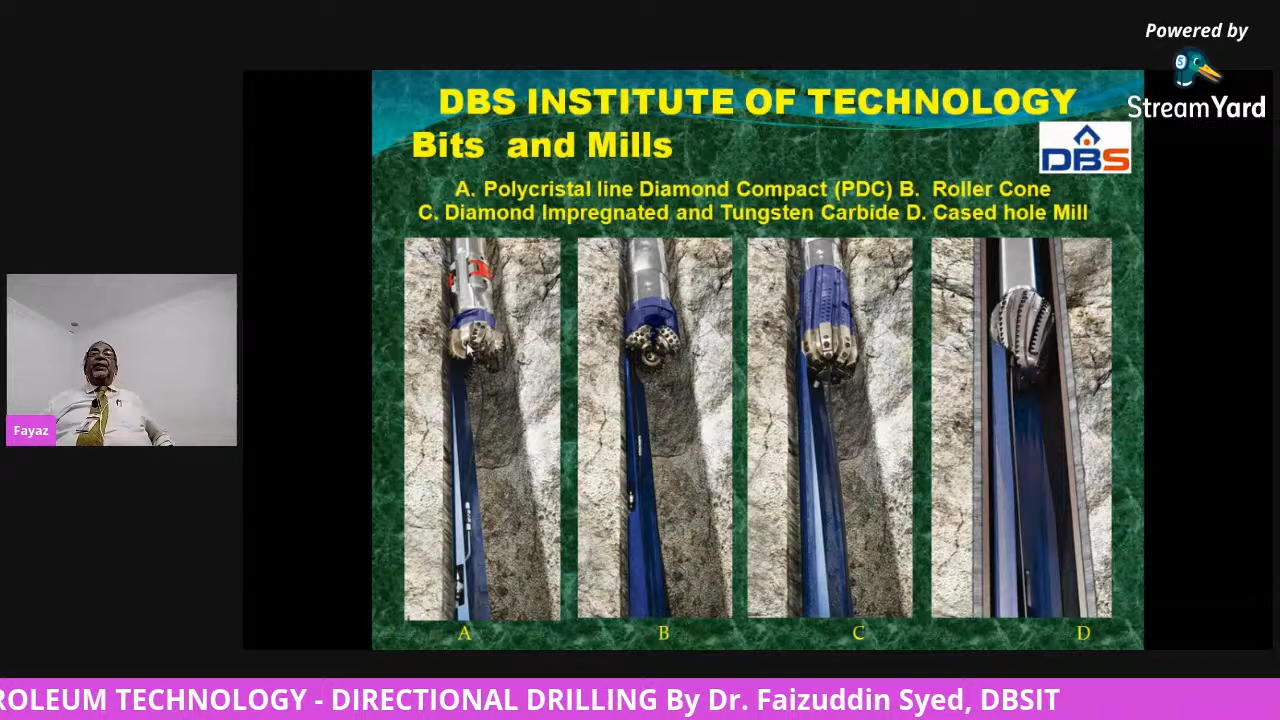 Powered by
StreamYard
DBS INSTITUTE OF TECHNOLOGY
Bits and Mills
DBS
A. Polycristal line Diamond Compact (PDC) B. Roller Cone
C. Diamond Impregnated and Tungsten Carbide D. Cased hole Mill
Fayaz
A
B
C
D
ROLEUM TECHNOLOGY - DIRECTIONAL DRILLING By Dr. Faizuddin Syed, DBSIT